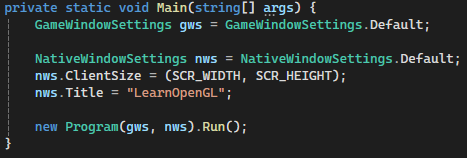 private static void Main(string[] args) {
GameWindowSettings gws = GameWindowSettings.Default;
NativeWindowSettings nws = NativeWindowSettings.Default;
nws.ClientSize = (SCR_WIDTH, SCR_HEIGHT);
nws.Title = "LearnOpenGL";
new Program(gws, nws).Run();
}